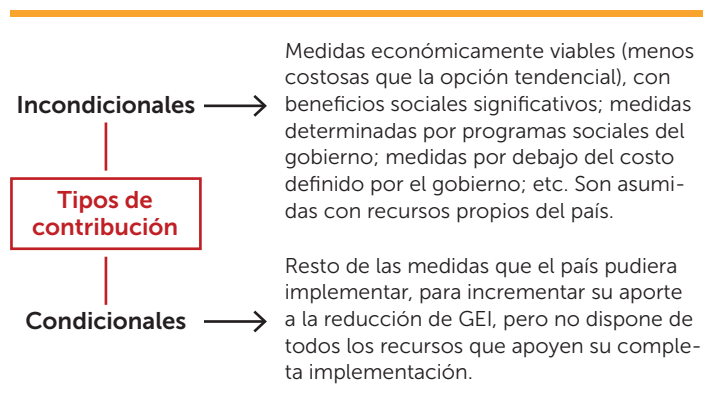 Incondicionales
Medidas económicamente viables (menos
costosas que la opción tendencial), con
beneficios sociales significativos; medidas
determinadas por programas sociales del
gobierno; medidas por debajo del costo
definido por el gobierno; etc. Son asumi-
das con recursos propios del país.
Tipos de
contribución
Condicionales
Resto de las medidas que el país pudiera
implementar, para incrementar su aporte
a la reducción de GEI, pero no dispone de
todos los recursos que apoyen su comple-
ta implementación.